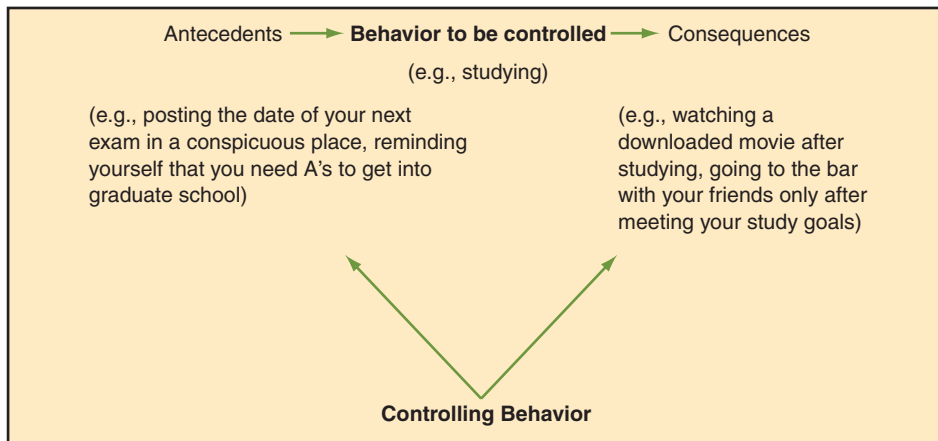 Antecedents Behavior to be controlled Consequences
(e.g., studying)
(e.g., posting the date of your next
exam in a conspicuous place, reminding
yourself that you need A's to get into
graduate school)
(e.g., watching a
downloaded movie after
studying, going to the bar
with your friends only after
meeting your study goals)
Controlling Behavior